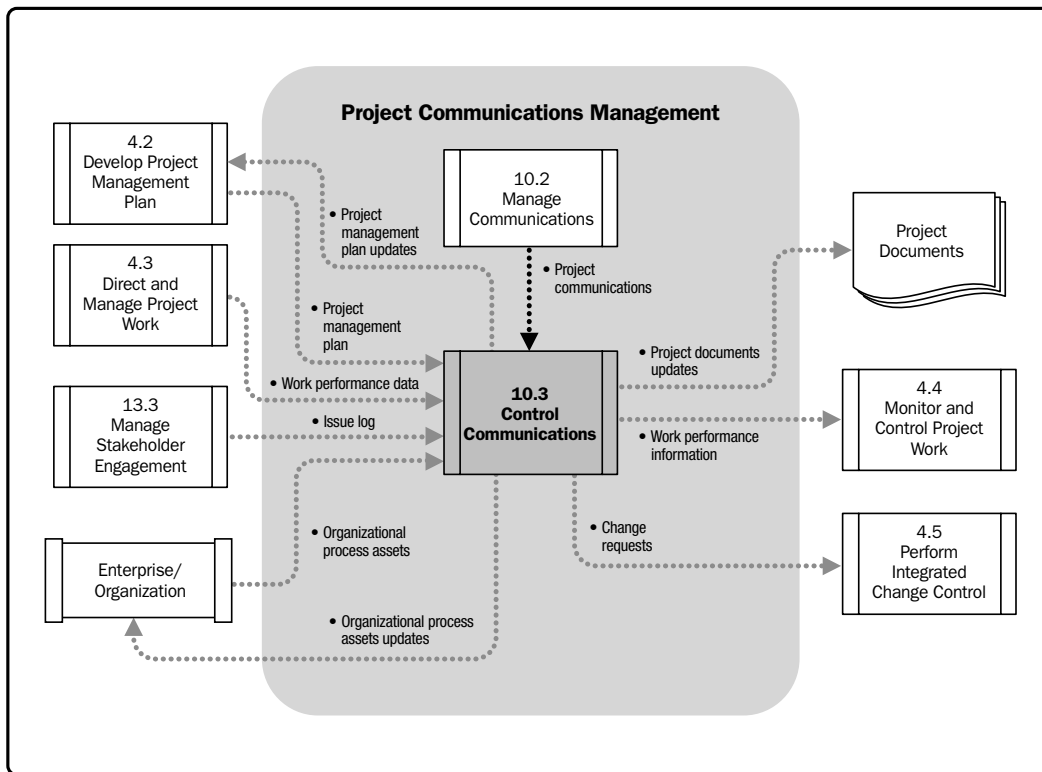 Project Communications Management
4.2
Develop Project
Management
Plan
10.2
Manage
Communications
• Project
management
plan updates
Project
Documents
4.3
Direct and
Manage Project
Work
• Project
communications
• Project
management
plan
• Project documents
updates
• Work performance data
10.3
Control
Communications
4.4
Monitor and
Control Project
Work
13.3
Manage
Stakeholder
Engagement
• Issue log
• Work performance
information
• Organizational
process assets
• Change
requests
4.5
Perform
Integrated
Change Control
Enterprise/
Organization
• Organizational process
assets updates